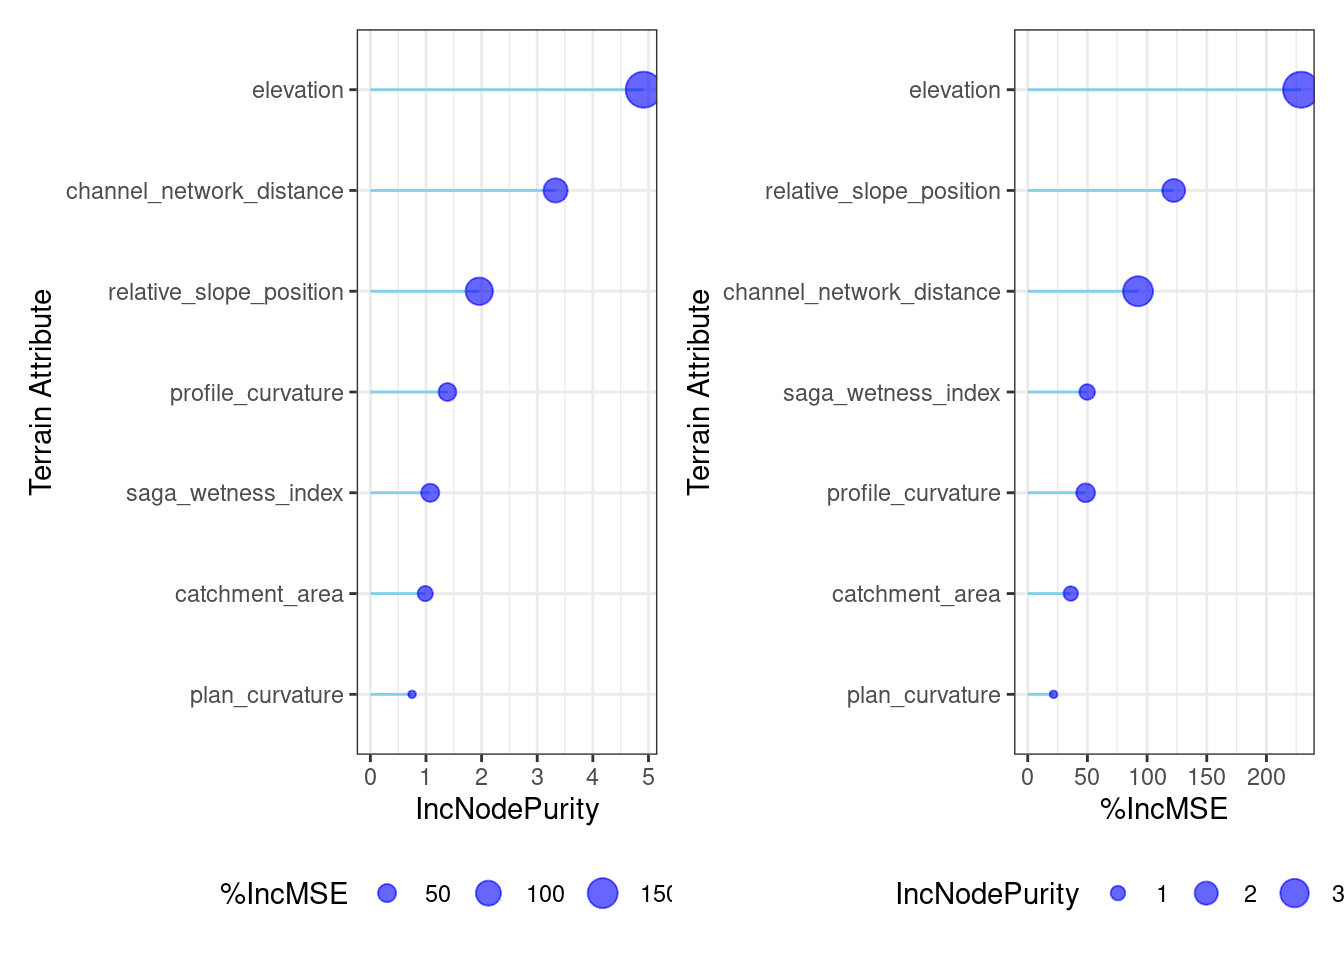 elevation
channel_network_distance
relative_slope_position
profile_curvature
saga_wetness_index
catchment_area
plan_curvature
Terrain Attribute
0 1 2 3 4 5
IncNodePurity
%IncMSE 50 100 150
elevation
relative_slope_position
channel_network_distance
saga_wetness_index
profile_curvature
catchment_area
plan_curvature
Terrain Attribute
0 50 100 150 200
%IncMSE
IncNodePurity 1 2 3